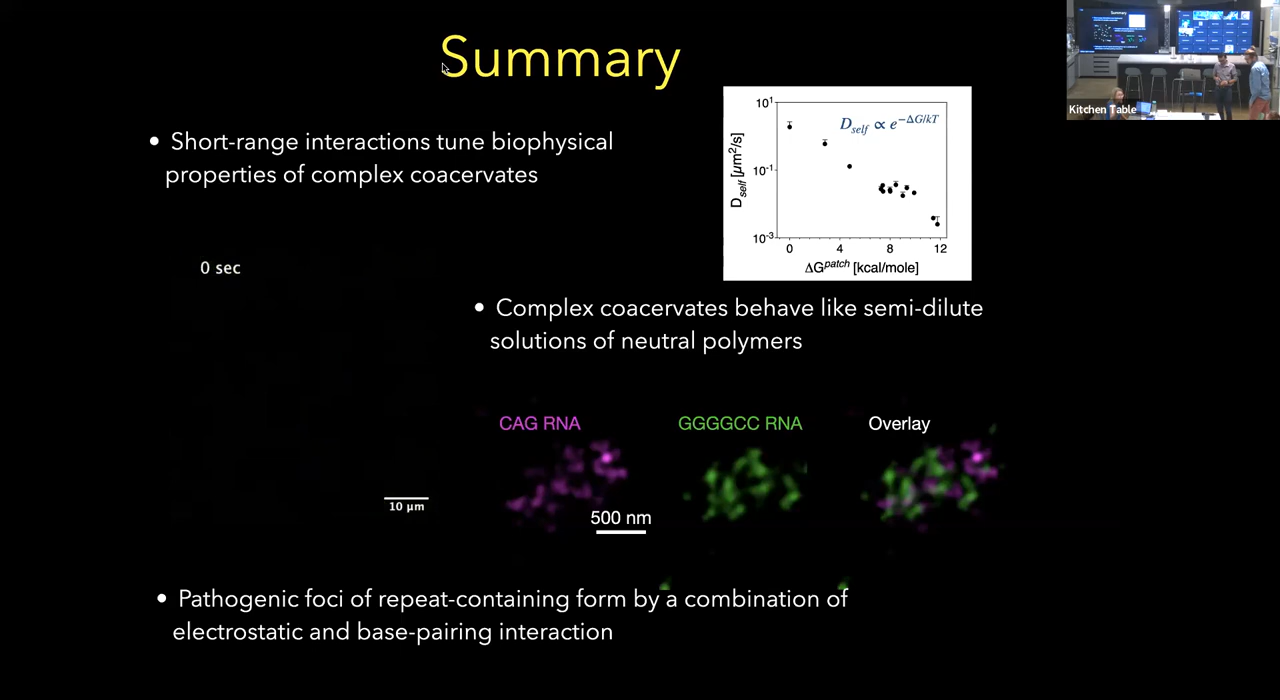 Summary
Kitchen Table
• Short-range interactions tune biophysical
properties of complex coacervates
10¹
10⁻¹
10⁻³
D_self [μm²/s]
D_self ∝ e^−ΔG/kT
0 4 8 12
ΔG^patch [kcal/mole]
0 sec
10 μm
• Complex coacervates behave like semi-dilute
solutions of neutral polymers
CAG RNA
GGGGCC RNA
Overlay
500 nm
• Pathogenic foci of repeat-containing form by a combination of
electrostatic and base-pairing interaction